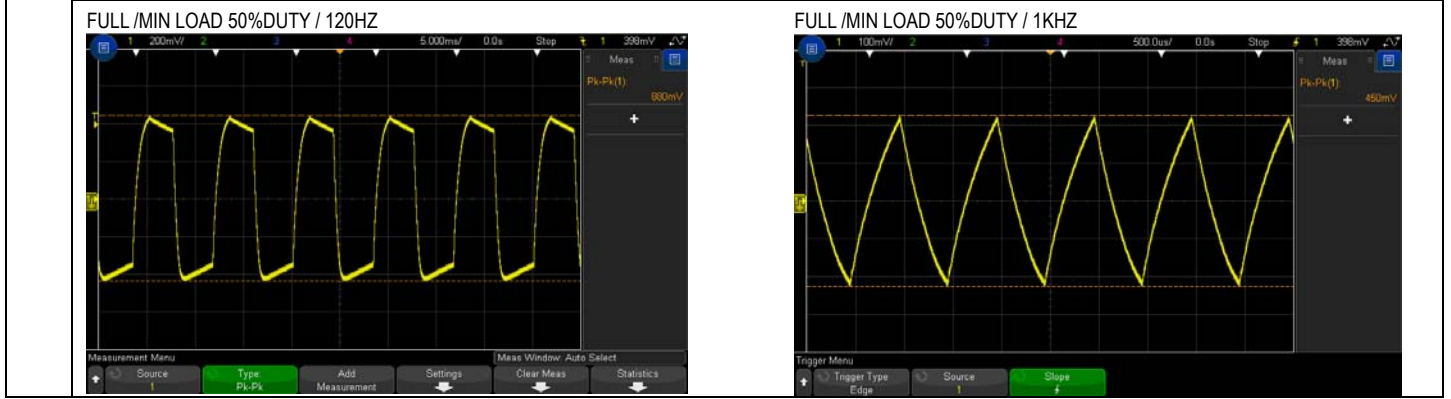 FULL /MIN LOAD 50%DUTY / 120HZ
1 200mV/ 2 3 4 5.000ms/ 0.0s Stop 1 398mV
Meas
Pk-Pk(1):
880mV
+
Measurement Menu
Meas Window: Auto Select
Source
1
Type:
Pk-Pk
Add
Measurement
Settings
Clear Meas
Statistics
FULL /MIN LOAD 50%DUTY / 1KHZ
1 100mV/ 2 3 4 500.0us/ 0.0s Stop 1 398mV
Meas
Pk-Pk(1):
450mV
+
Trigger Menu
Trigger Type
Edge
Source
1
Slope